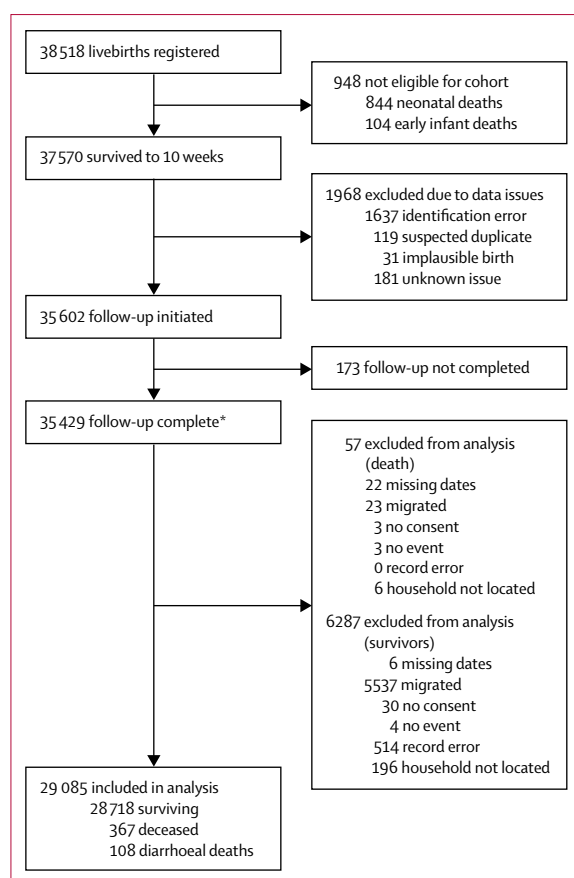 38 518 livebirths registered
948 not eligible for cohort
844 neonatal deaths
104 early infant deaths
37 570 survived to 10 weeks
1968 excluded due to data issues
1637 identification error
119 suspected duplicate
31 implausible birth
181 unknown issue
35 602 follow-up initiated
173 follow-up not completed
35 429 follow-up complete*
57 excluded from analysis
(death)
22 missing dates
23 migrated
3 no consent
3 no event
0 record error
6 household not located
6287 excluded from analysis
(survivors)
6 missing dates
5537 migrated
30 no consent
4 no event
514 record error
196 household not located
29 085 included in analysis
28 718 surviving
367 deceased
108 diarrhoeal deaths